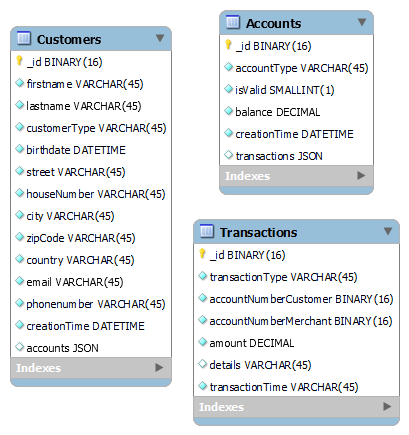 Customers
_id BINARY(16)
firstname VARCHAR(45)
lastname VARCHAR(45)
customerType VARCHAR(45)
birthdate DATETIME
street VARCHAR(45)
houseNumber VARCHAR(45)
city VARCHAR(45)
zipCode VARCHAR(45)
country VARCHAR(45)
email VARCHAR(45)
phonenumber VARCHAR(45)
creationTime DATETIME
accounts JSON
Indexes
Accounts
_id BINARY(16)
accountType VARCHAR(45)
isValid SMALLINT(1)
balance DECIMAL
creationTime DATETIME
transactions JSON
Indexes
Transactions
_id BINARY(16)
transactionType VARCHAR(45)
accountNumberCustomer BINARY(16)
accountNumberMerchant BINARY(16)
amount DECIMAL
details VARCHAR(45)
transactionTime VARCHAR(45)
Indexes